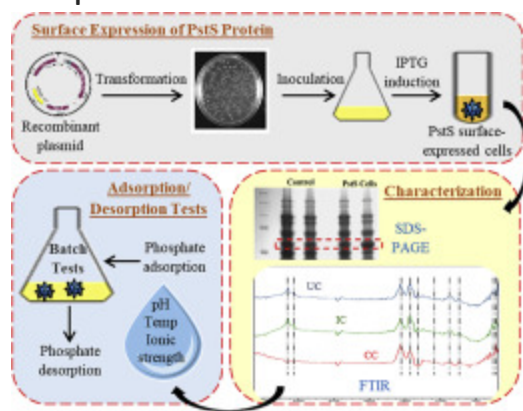 Surface Expression of PstS Protein
Transformation
Inoculation
IPTG
induction
Recombinant
plasmid
PstS surface-
expressed cells
Adsorption/
Desorption Tests
Batch
Tests
Phosphate
adsorption
pH
Temp
Ionic
strength
Phosphate
desorption
Characterization
Control
PstS Cells
SDS-
PAGE
UC
IC
CC
FTIR